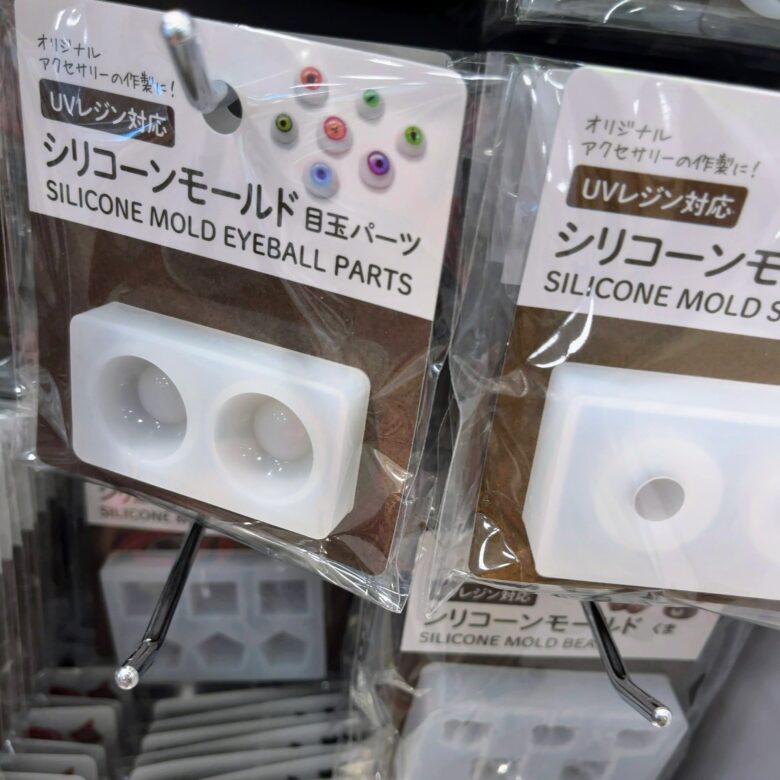 オリジナル
アクセサリーの作製に!
UVレジン対応
シリコーンモールド 目玉パーツ
SILICONE MOLD EYEBALL PARTS
オリジナル
アクセサリーの作製に!
UVレジン対応
シリコーンモ
SILICONE MOLD S
SILICONE M
レジン対応
シリコーンモールド くま
SILICONE MOLD BEA